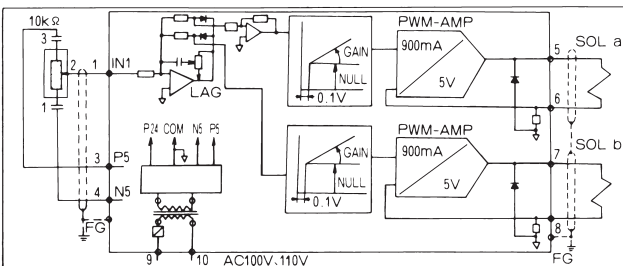 10kΩ
3
2
1
1
IN1
LAG
GAIN
NULL
0.1V
PWM-AMP
900mA
5V
5
SOL a
6
P24
COM
N5
P5
3
P5
4
N5
FG
GAIN
NULL
0.1V
PWM-AMP
900mA
5V
7
SOL b
8
FG
9
10
AC100V, 110V